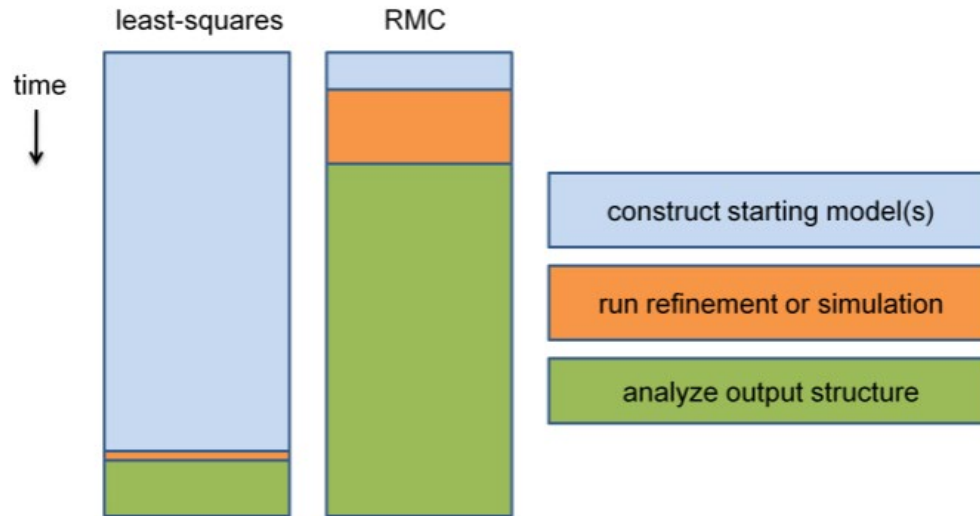 least-squares
RMC
time
construct starting model(s)
run refinement or simulation
analyze output structure